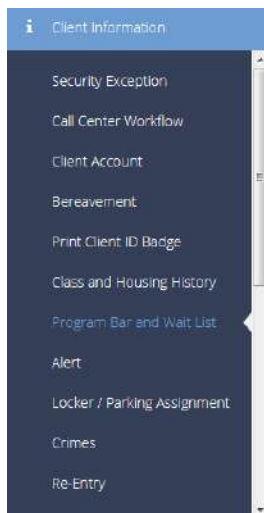 i Client Information
Security Exception
Call Center Workflow
Client Account
Bereavement
Print Client ID Badge
Class and Housing History
Program Bar and Wait List
Alert
Locker / Parking Assignment
Crimes
Re-Entry